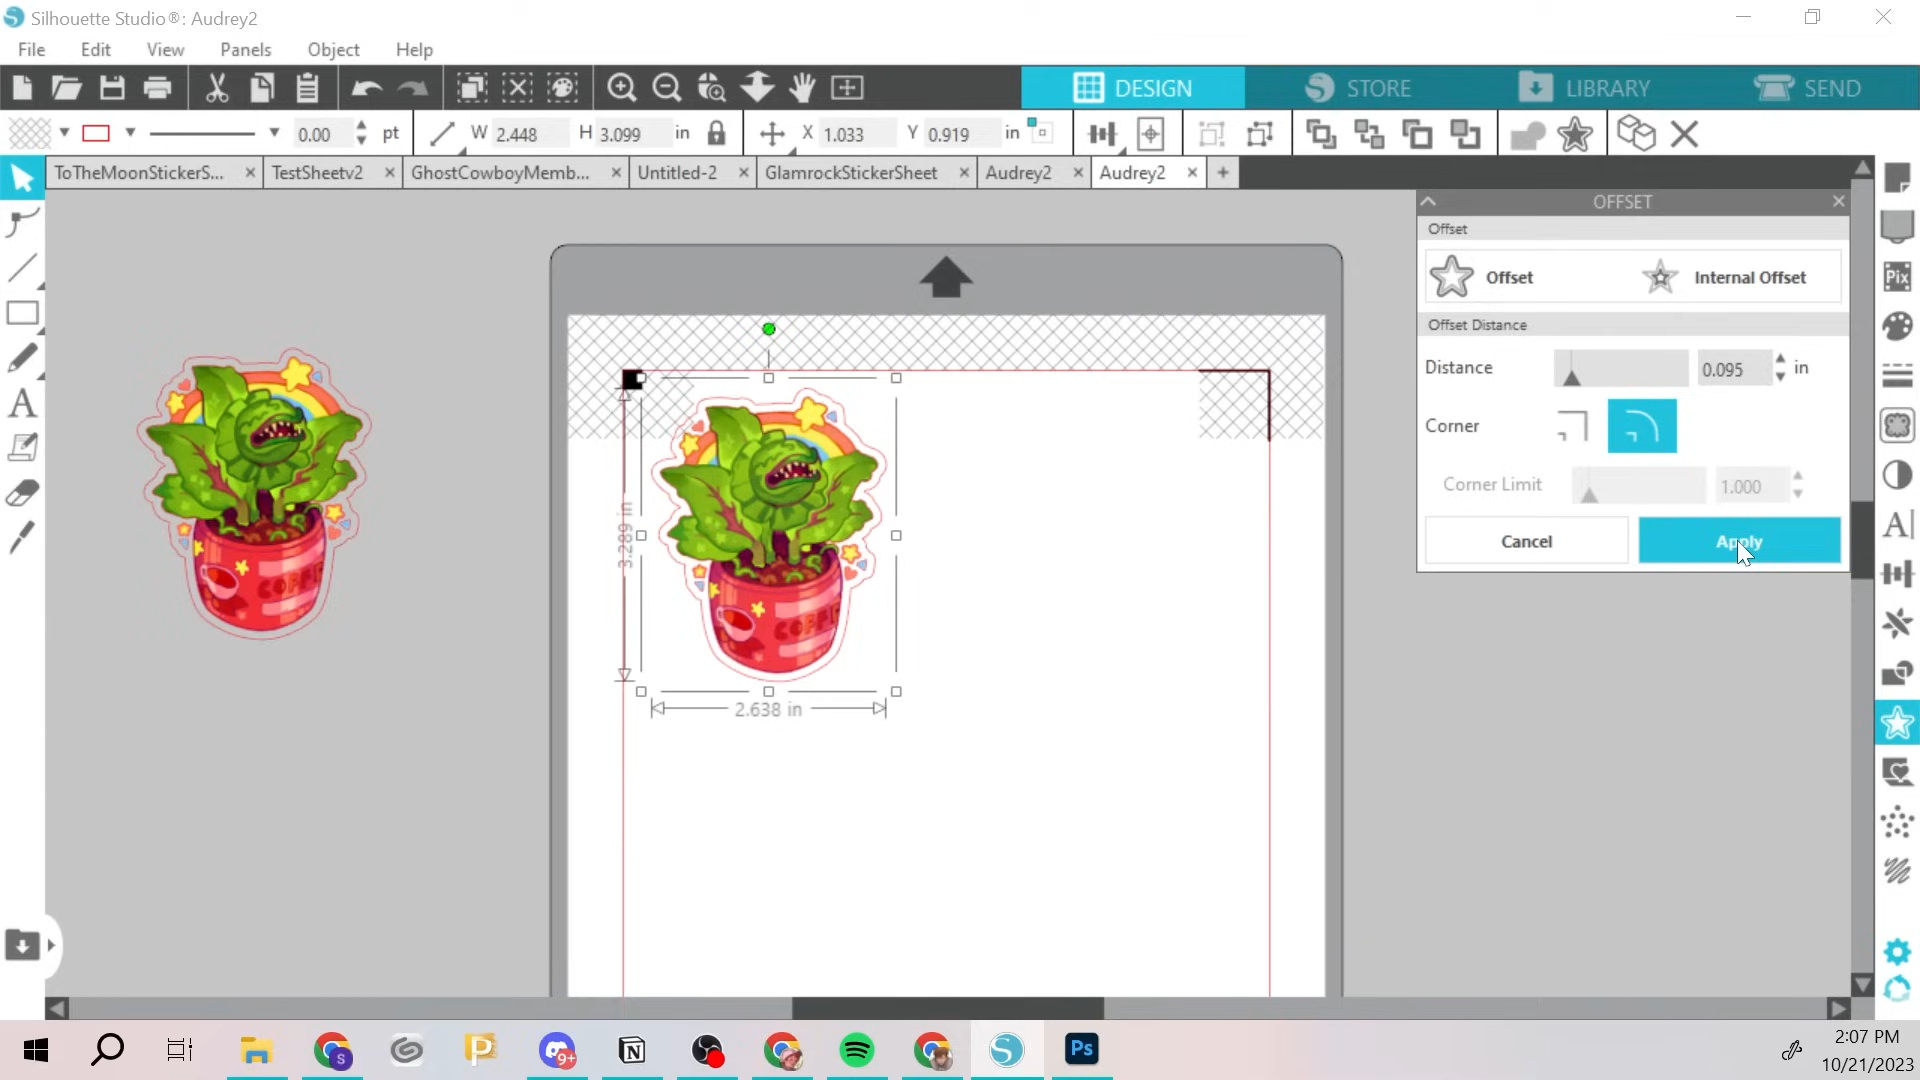 Silhouette Studio®: Audrey2
File Edit View Panels Object Help
DESIGN STORE LIBRARY SEND
0.00 pt W 2.448 H 3.099 in X 1.033 Y 0.919 in
ToTheMoonStickerS... TestSheetv2 GhostCowboyMemb... Untitled-2 GlamrockStickerSheet Audrey2 Audrey2
OFFSET
Offset
Offset Internal Offset
Offset Distance
Distance 0.095 in
Corner
Corner Limit 1.000
Cancel Apply
Pix
A
A
3.289 in
2.638 in
P
9+
N
S
Ps
2:07 PM
10/21/2023